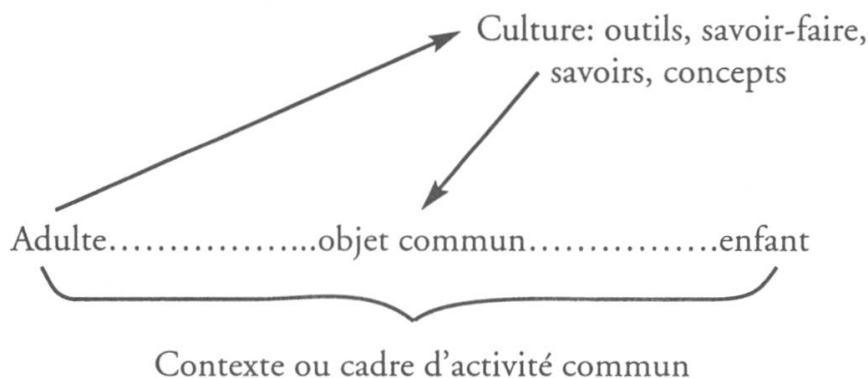 Culture: outils, savoir-faire,
savoirs, concepts
Adulte………………...objet commun…………….enfant
Contexte ou cadre d'activité commun